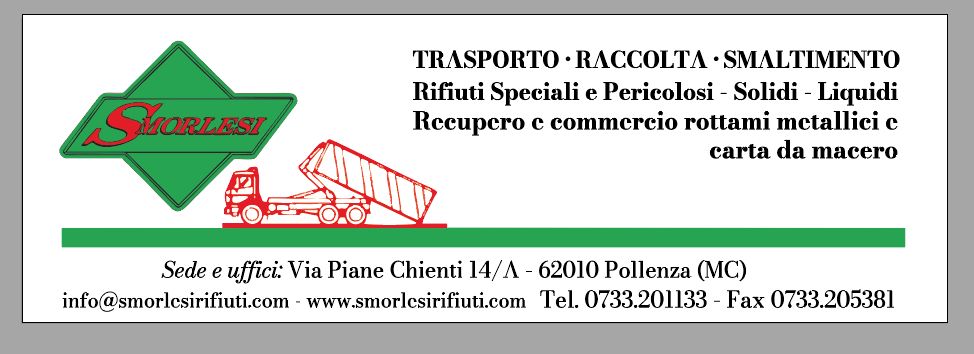 SMORLESI
TRASPORTO · RACCOLTA · SMALTIMENTO
Rifiuti Speciali e Pericolosi - Solidi - Liquidi
Recupero e commercio rottami metallici e
carta da macero
Sede e uffici: Via Piane Chienti 14/A - 62010 Pollenza (MC)
info@smorlesirifiuti.com - www.smorlesirifiuti.com Tel. 0733.201133 - Fax 0733.205381